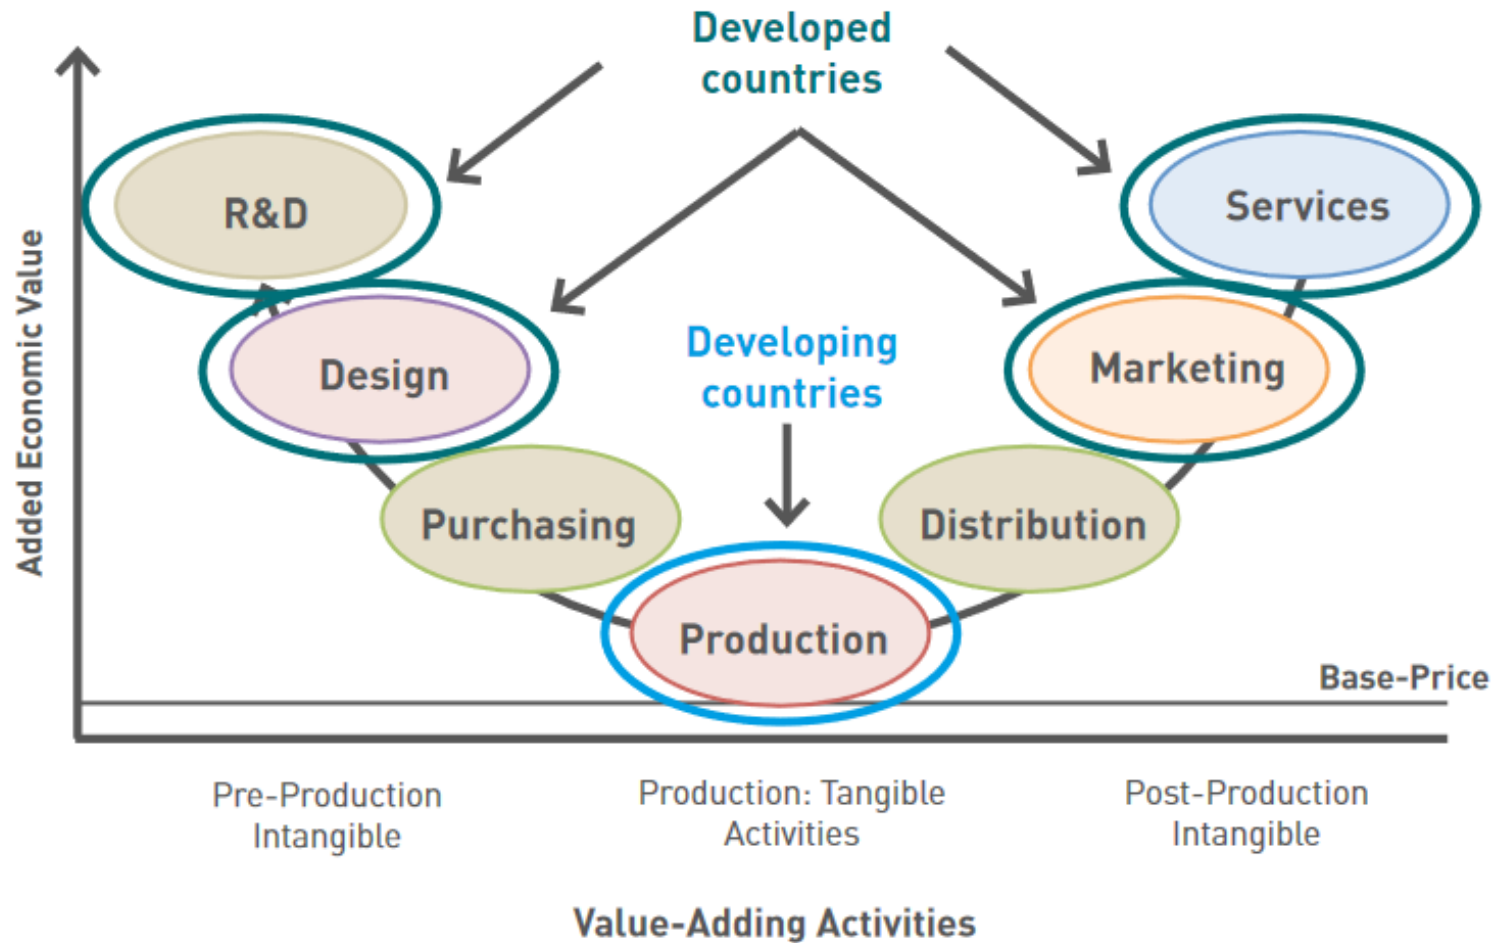 Developed
countries
R&D
Services
Design
Developing
countries
Marketing
Purchasing
Distribution
Production
Base-Price
Added Economic Value
Pre-Production
Intangible
Production: Tangible
Activities
Post-Production
Intangible
Value-Adding Activities